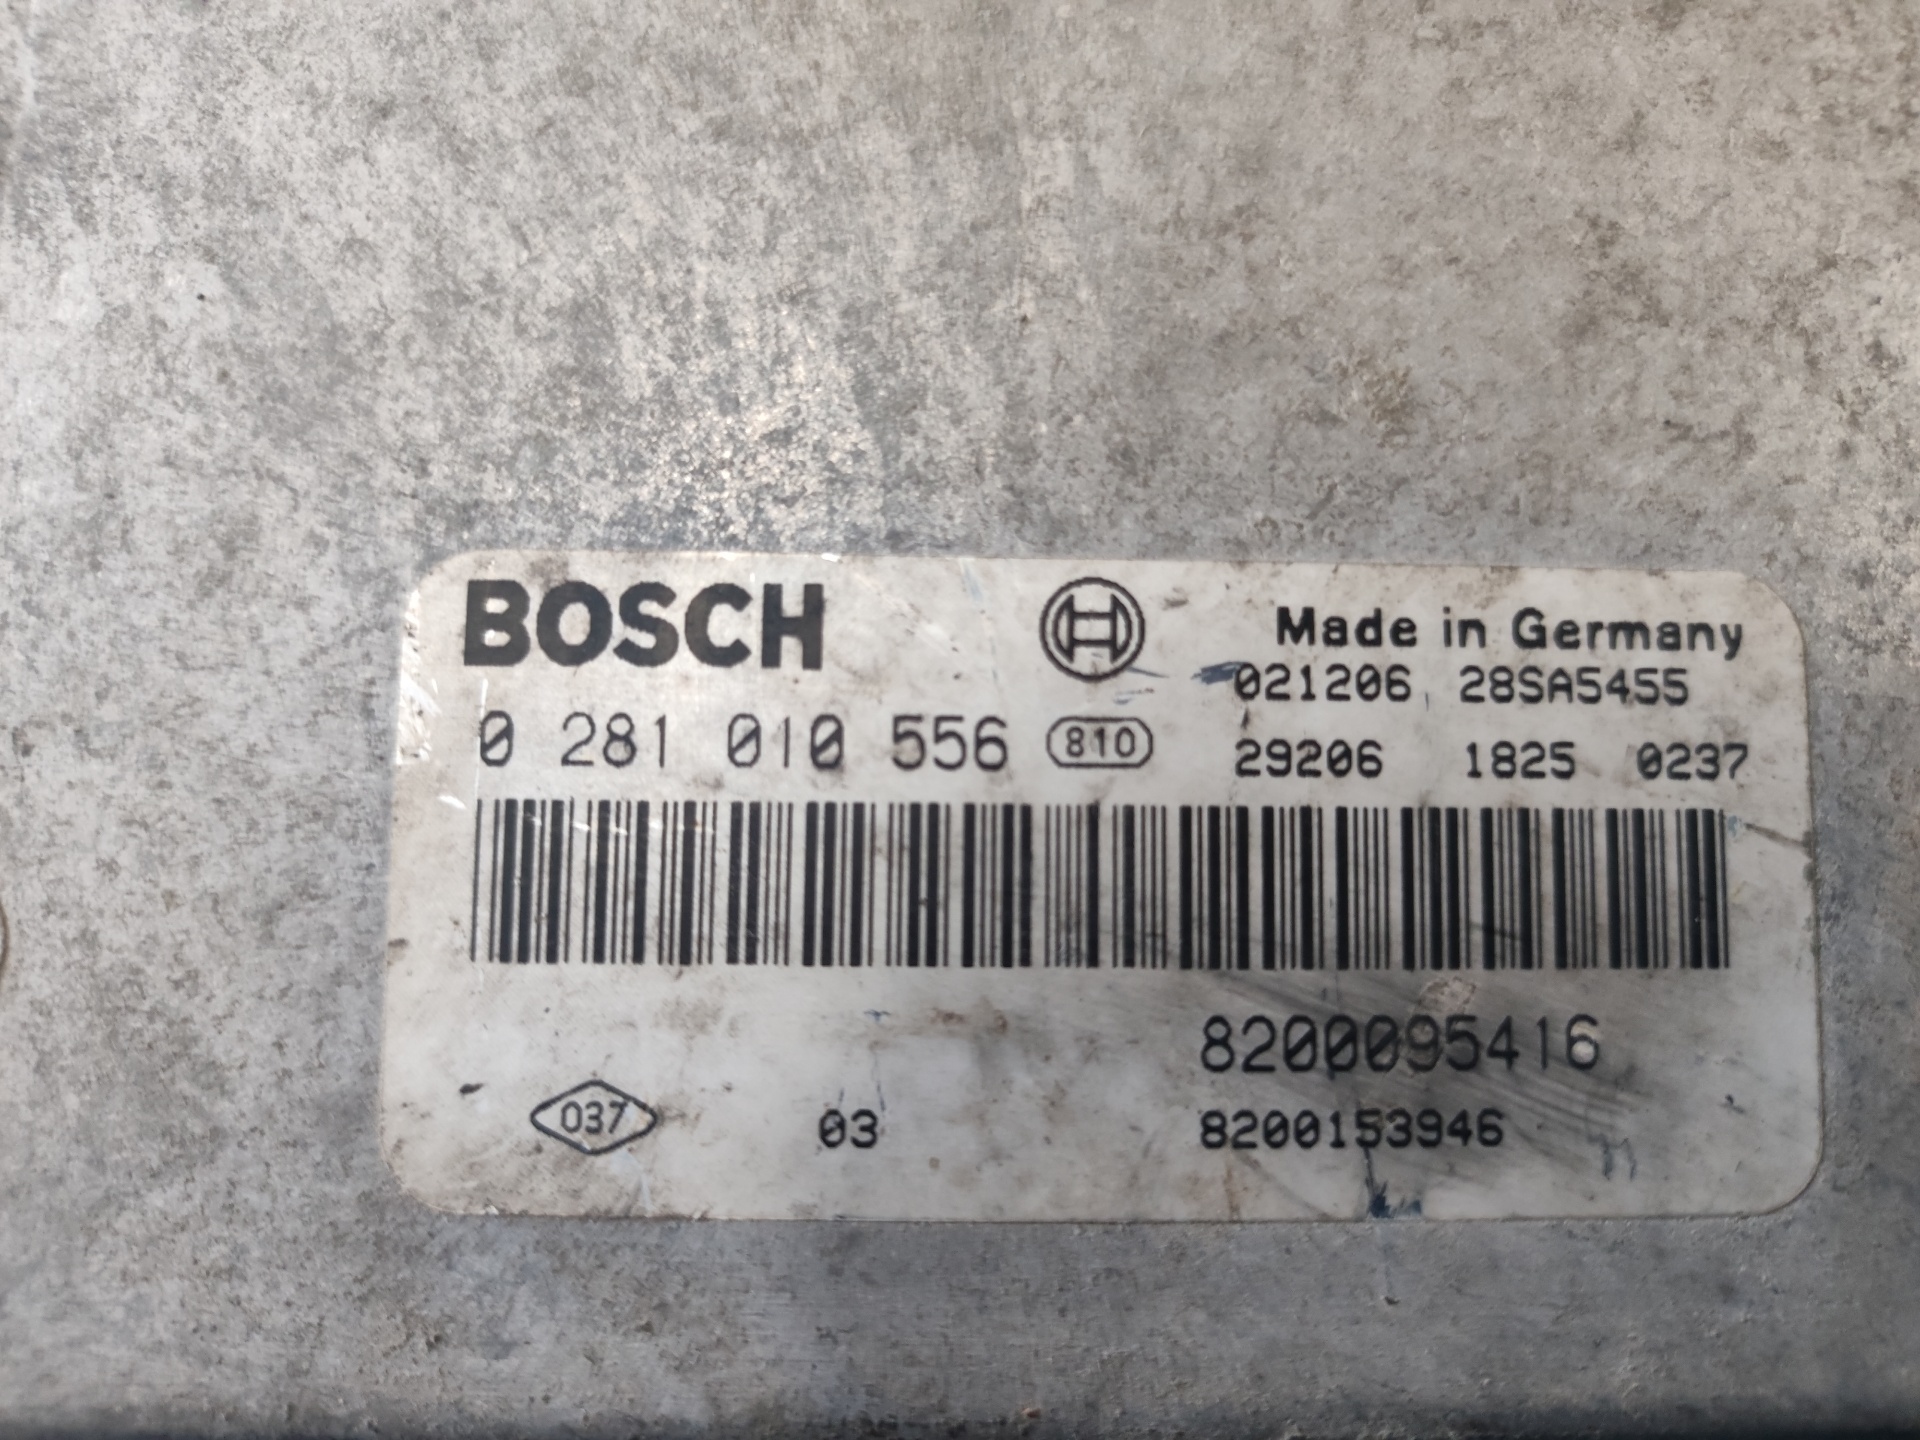 BOSCH
Made in Germany
021206 28SA5455
0 281 010 556 810
29206 1825 0237
8200095416
037 03 8200153946